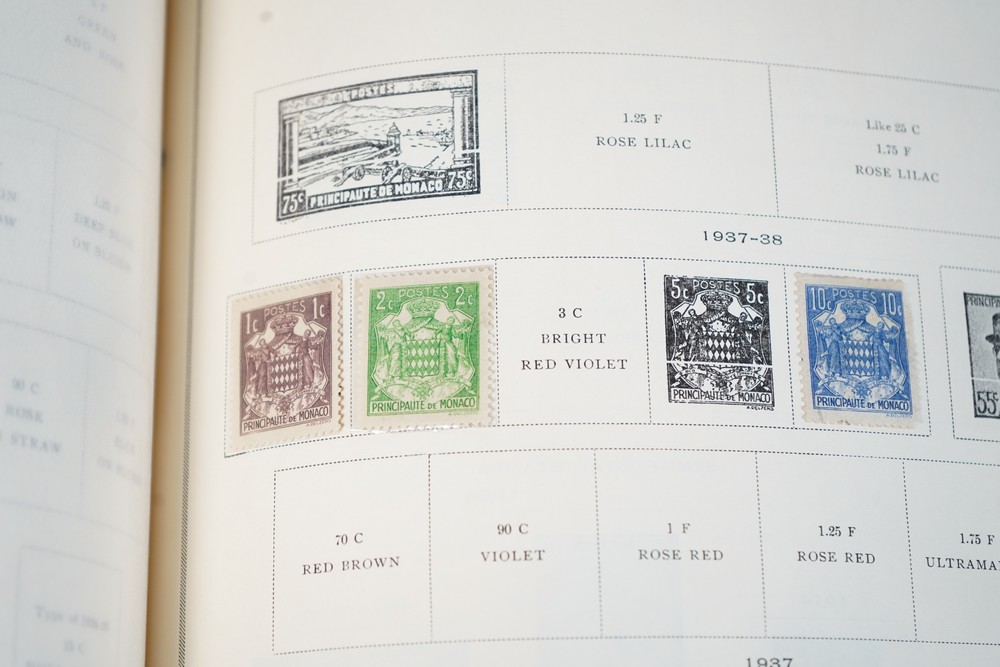 GREEN
POSTES
75c PRINCIPAUTE DE MONACO 75c
1.25 F
ROSE LILAC
Like 25 C
1.75 F
ROSE LILAC
1937-38
1c POSTES 1c
PRINCIPAUTE DE MONACO
2c POSTES 2c
PRINCIPAUTE DE MONACO
3 C
BRIGHT
RED VIOLET
5c POSTES 5c
PRINCIPAUTE DE MONACO
10c POSTES 10c
PRINCIPAUTE DE MONACO
55c
90 C
ROSE
STRAW
70 C
RED BROWN
90 C
VIOLET
1 F
ROSE RED
1.25 F
ROSE RED
1.75 F
ULTRAMA
1937